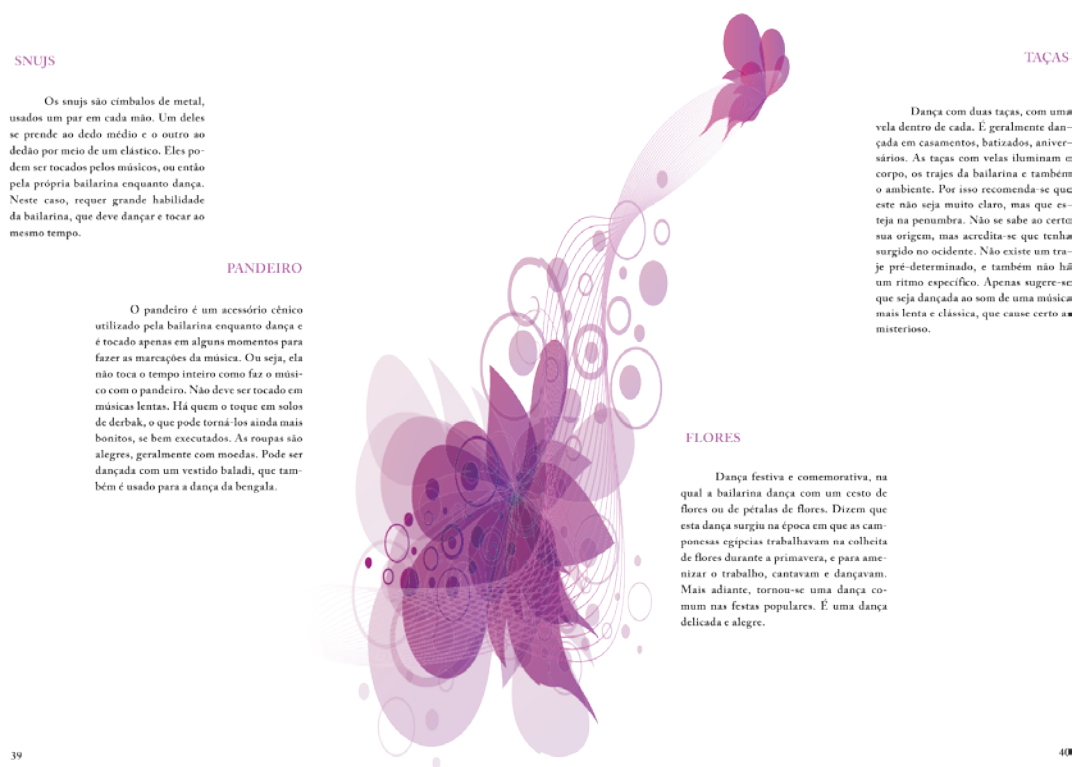 SNUJS
Os snujs são címbalos de metal,
usados um par em cada mão. Um deles
se prende ao dedo médio e o outro ao
dedão por meio de um elástico. Eles po-
dem ser tocados pelos músicos, ou então
pela própria bailarina enquanto dança.
Neste caso, requer grande habilidade
da bailarina, que deve dançar e tocar ao
mesmo tempo.
PANDEIRO
O pandeiro é um acessório cênico
utilizado pela bailarina enquanto dança e
é tocado apenas em alguns momentos para
fazer as marcações da música. Ou seja, ela
não toca o tempo inteiro como faz o músi-
co com o pandeiro. Não deve ser tocado em
músicas lentas. Há quem o toque em solos
de derbak, o que pode torná-los ainda mais
bonitos, se bem executados. As roupas são
alegres, geralmente com moedas. Pode ser
dançada com um vestido baladi, que tam-
bém é usado para a dança da bengala.
39
FLORES
Dança festiva e comemorativa, na
qual a bailarina dança com um cesto de
flores ou de pétalas de flores. Dizem que
esta dança surgiu na época em que as cam-
ponesas egípcias trabalhavam na colheita
de flores durante a primavera, e para ame-
nizar o trabalho, cantavam e dançavam.
Mais adiante, tornou-se uma dança co-
mum nas festas populares. É uma dança
delicada e alegre.
TAÇAS
Dança com duas taças, com uma
vela dentro de cada. É geralmente dan-
çada em casamentos, batizados, aniver-
sários. As taças com velas iluminam o
corpo, os trajes da bailarina e também
o ambiente. Por isso recomenda-se que
este não seja muito claro, mas que es-
teja na penumbra. Não se sabe ao certo
sua origem, mas acredita-se que tenha
surgido no ocidente. Não existe um tra-
je pré-determinado, e também não há
um ritmo específico. Apenas sugere-se
que seja dançada ao som de uma música
mais lenta e clássica, que cause certo ar
misterioso.
40